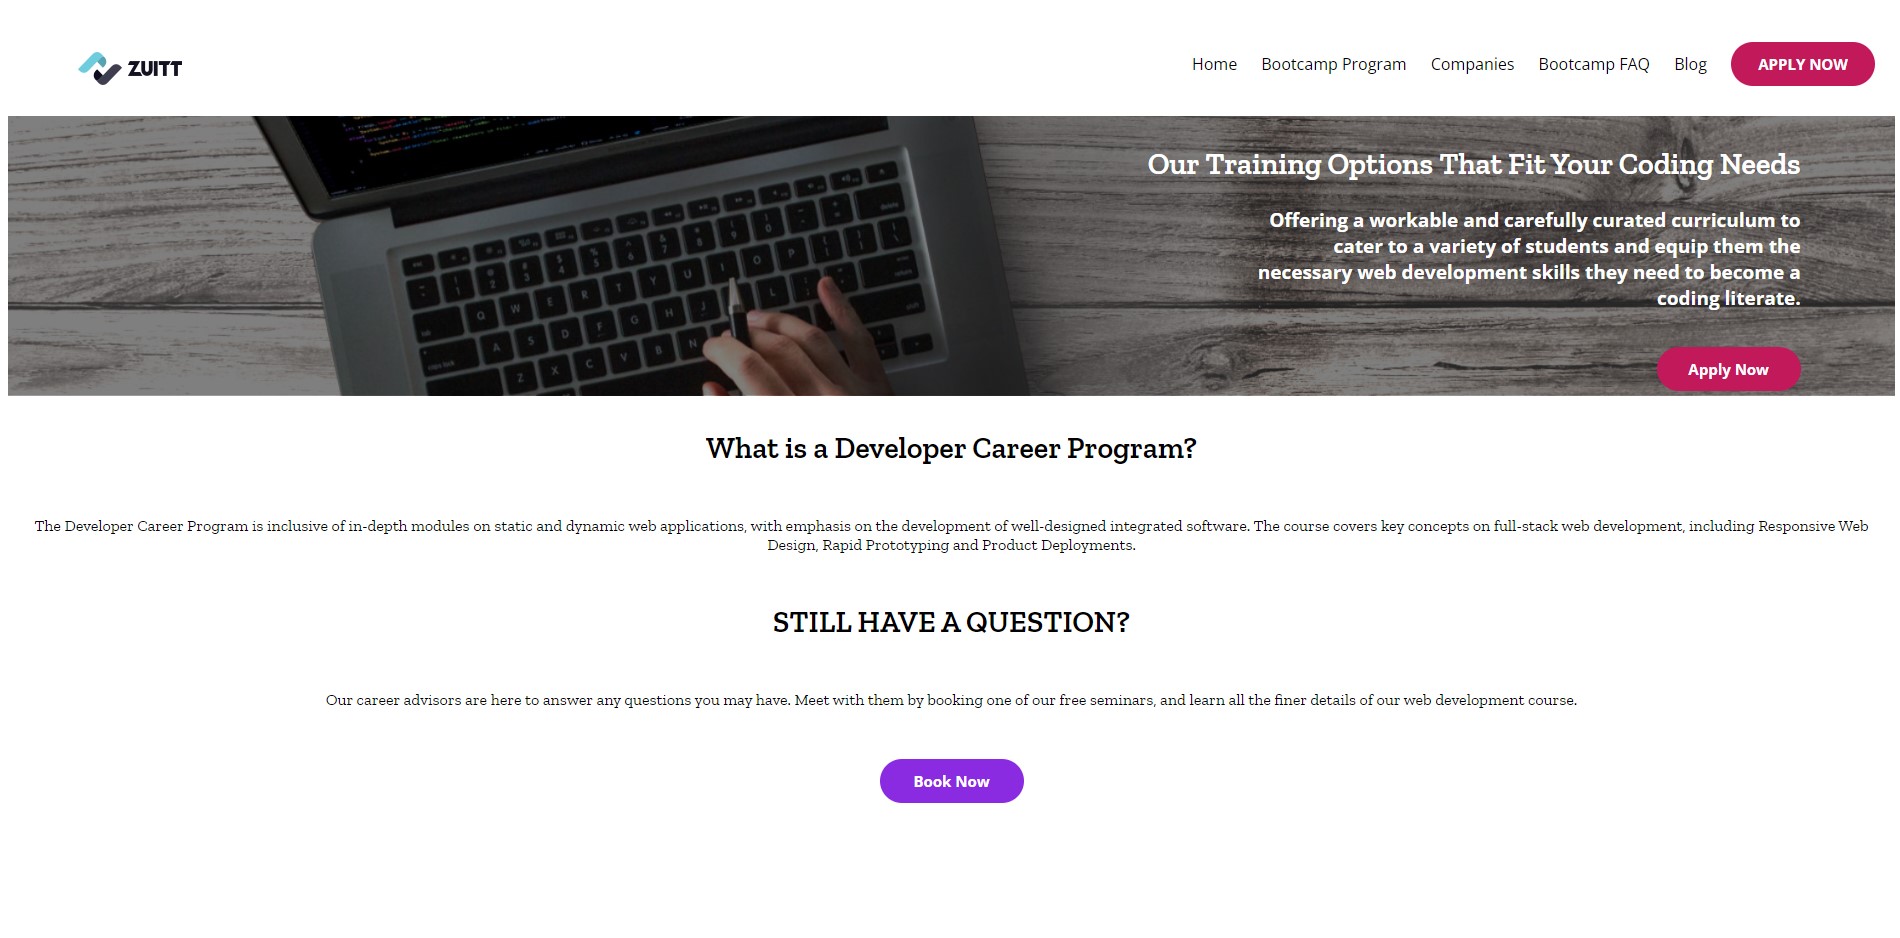 ZUITT
Home Bootcamp Program Companies Bootcamp FAQ Blog APPLY NOW
Our Training Options That Fit Your Coding Needs
Offering a workable and carefully curated curriculum to
cater to a variety of students and equip them the
necessary web development skills they need to become a
coding literate.
Apply Now
What is a Developer Career Program?
The Developer Career Program is inclusive of in-depth modules on static and dynamic web applications, with emphasis on the development of well-designed integrated software. The course covers key concepts on full-stack web development, including Responsive Web
Design, Rapid Prototyping and Product Deployments.
STILL HAVE A QUESTION?
Our career advisors are here to answer any questions you may have. Meet with them by booking one of our free seminars, and learn all the finer details of our web development course.
Book Now